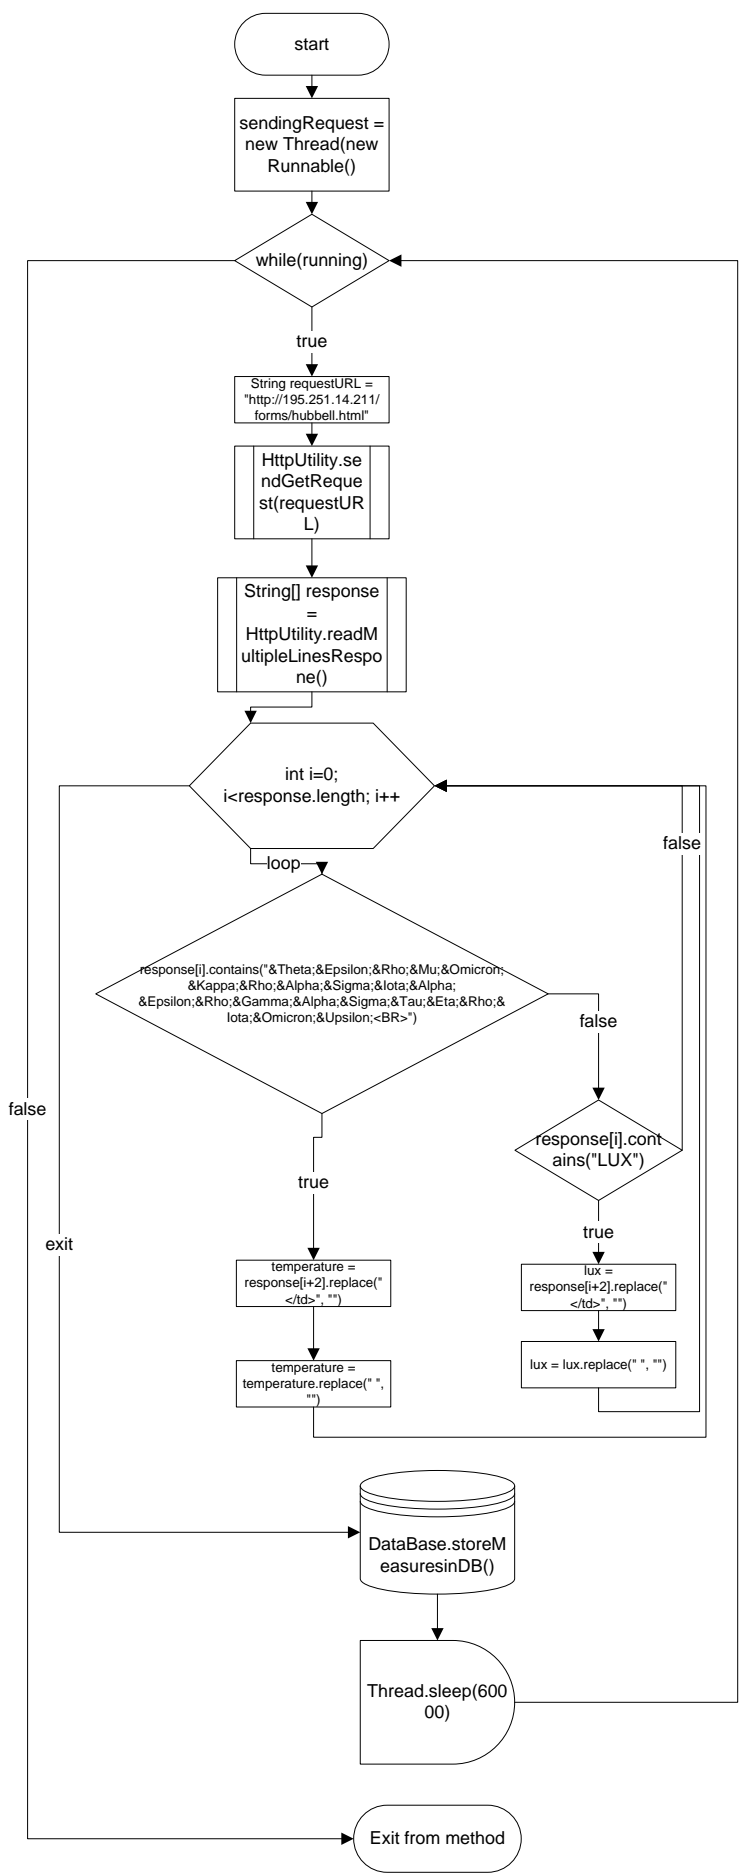 start
sendingRequest =
new Thread(new
Runnable()
while(running)
true
String requestURL =
"http://195.251.14.211/
forms/hubbell.html"
HttpUtility.se
ndGetReque
st(requestUR
L)
String[] response
=
HttpUtility.readM
ultipleLinesRespo
ne()
int i=0;
i<response.length; i++
loop
false
response[i].contains("&Theta;&Epsilon;&Rho;&Mu;&Omicron;
&Kappa;&Rho;&Alpha;&Sigma;&Iota;&Alpha;
&Epsilon;&Rho;&Gamma;&Alpha;&Sigma;&Tau;&Eta;&Rho;&
Iota;&Omicron;&Upsilon;<BR>")
false
false
response[i].cont
ains("LUX")
true
true
exit
temperature =
response[i+2].replace("
</td>", "")
lux =
response[i+2].replace("
</td>", "")
temperature =
temperature.replace(" ",
"")
lux = lux.replace(" ", "")
DataBase.storeM
easuresinDB()
Thread.sleep(600
00)
Exit from method